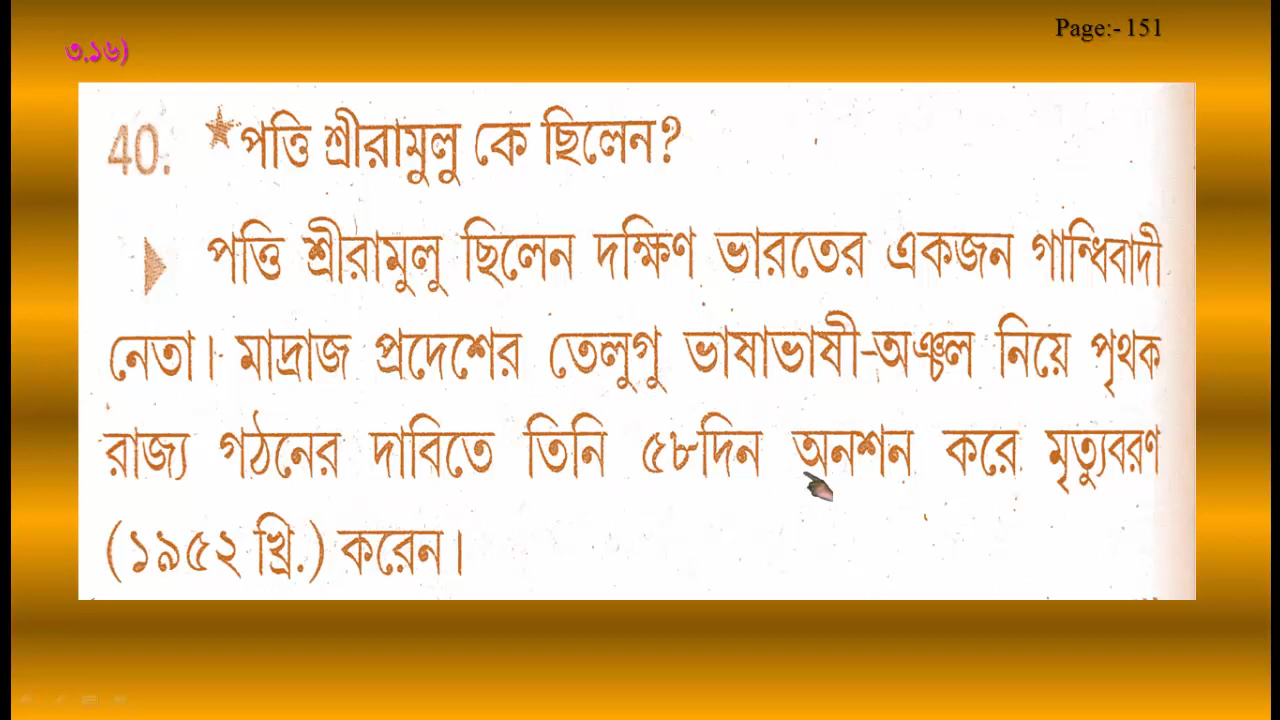 Page:- 151
৩.১৬)
40. *পত্তি শ্রীরামুলু কে ছিলেন?
পত্তি শ্রীরামুলু ছিলেন দক্ষিণ ভারতের একজন গান্ধিবাদী
নেতা। মাদ্রাজ প্রদেশের তেলুগু ভাষাভাষী-অঞ্চল নিয়ে পৃথক
রাজ্য গঠনের দাবিতে তিনি ৫৮দিন অনশন করে মৃত্যুবরণ
(১৯৫২ খ্রি.) করেন।